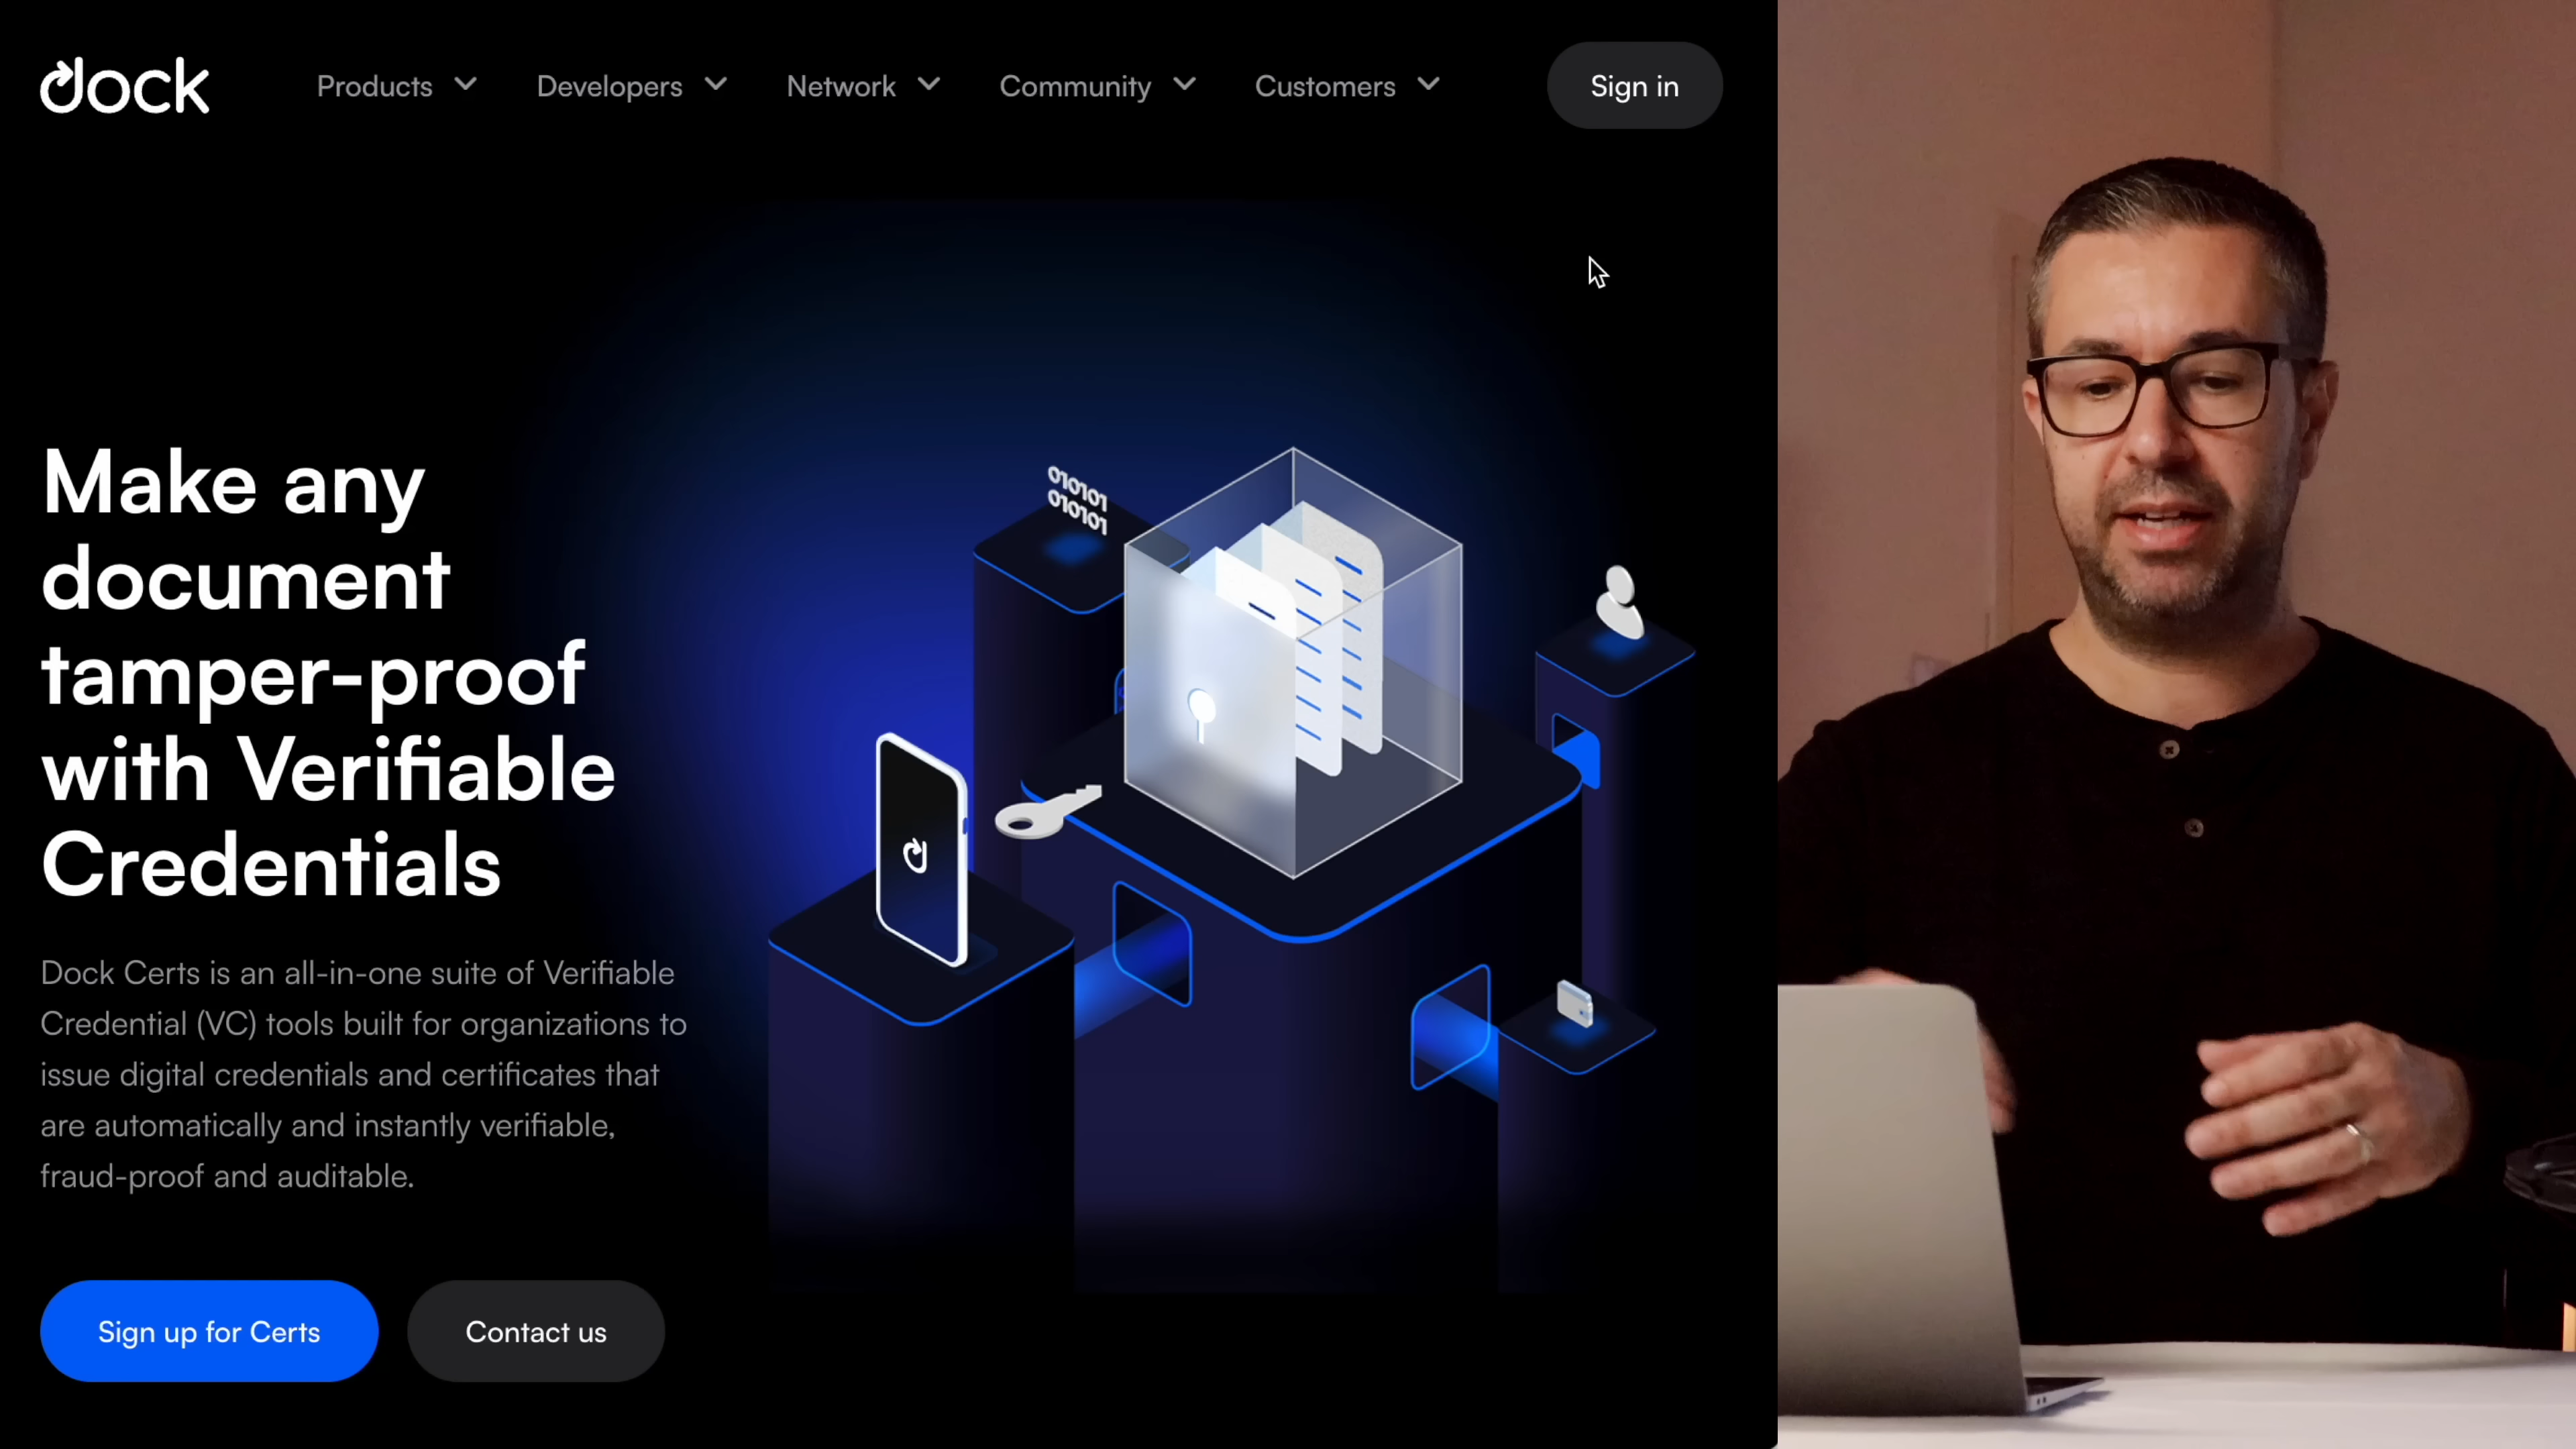 dock
Products
Developers
Network
Community
Customers
Sign in
Make any
document
tamper-proof
with Verifiable
Credentials
Dock Certs is an all-in-one suite of Verifiable
Credential (VC) tools built for organizations to
issue digital credentials and certificates that
are automatically and instantly verifiable,
fraud-proof and auditable.
Sign up for Certs
Contact us
010101
010101